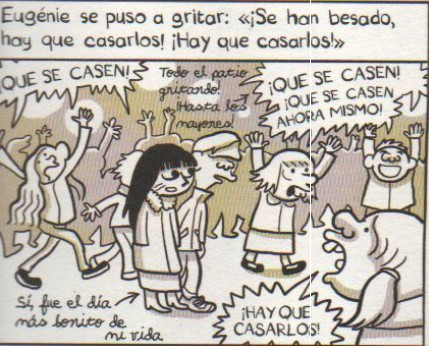 Eugénie se puso a gritar: «¡Se han besado,
hay que casarlos! ¡Hay que casarlos!»
¡QUE SE CASEN!
Todo el patio
gritando.
¡Hasta los
mayores!
¡QUE SE CASEN!
¡QUE SE CASEN
AHORA MISMO!
Sí, fue el día
más bonito de
mi vida
¡HAY QUE
CASARLOS!